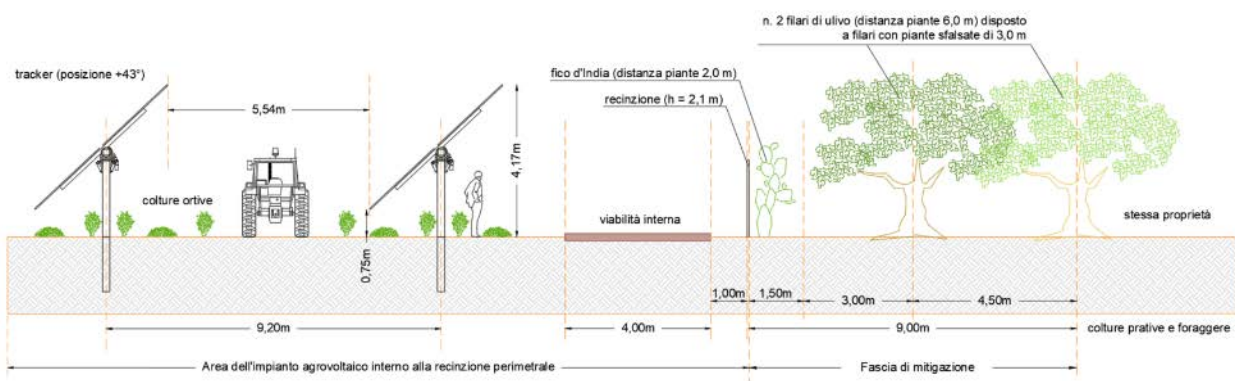 n. 2 filari di ulivo (distanza piante 6,0 m) disposto
a filari con piante sfalsate di 3,0 m
tracker (posizione +43°)
fico d'India (distanza piante 2,0 m)
recinzione (h = 2,1 m)
5,54m
4,17m
colture ortive
viabilità interna
stessa proprietà
0,75m
1,00m
1,50m
3,00m
4,50m
9,20m
4,00m
9,00m
colture prative e foraggere
Area dell'impianto agrovoltaico interno alla recinzione perimetrale
Fascia di mitigazione